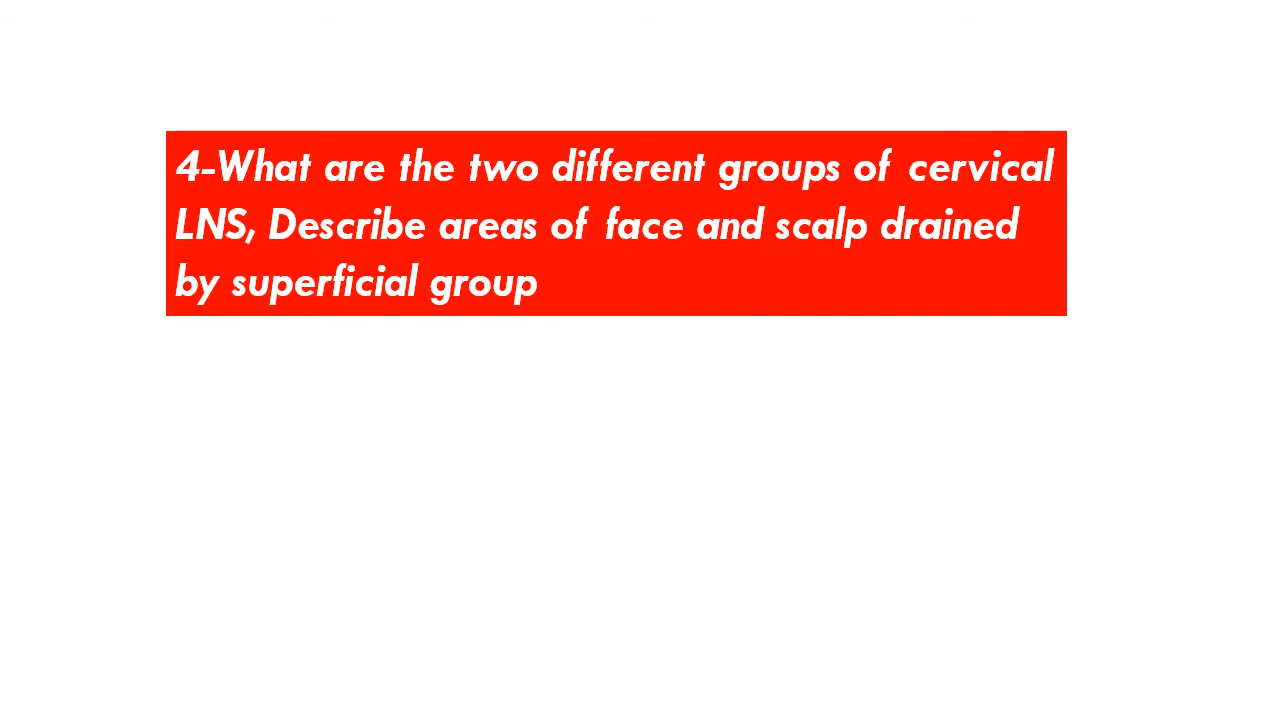 4-What are the two different groups of cervical
LNS, Describe areas of face and scalp drained
by superficial group